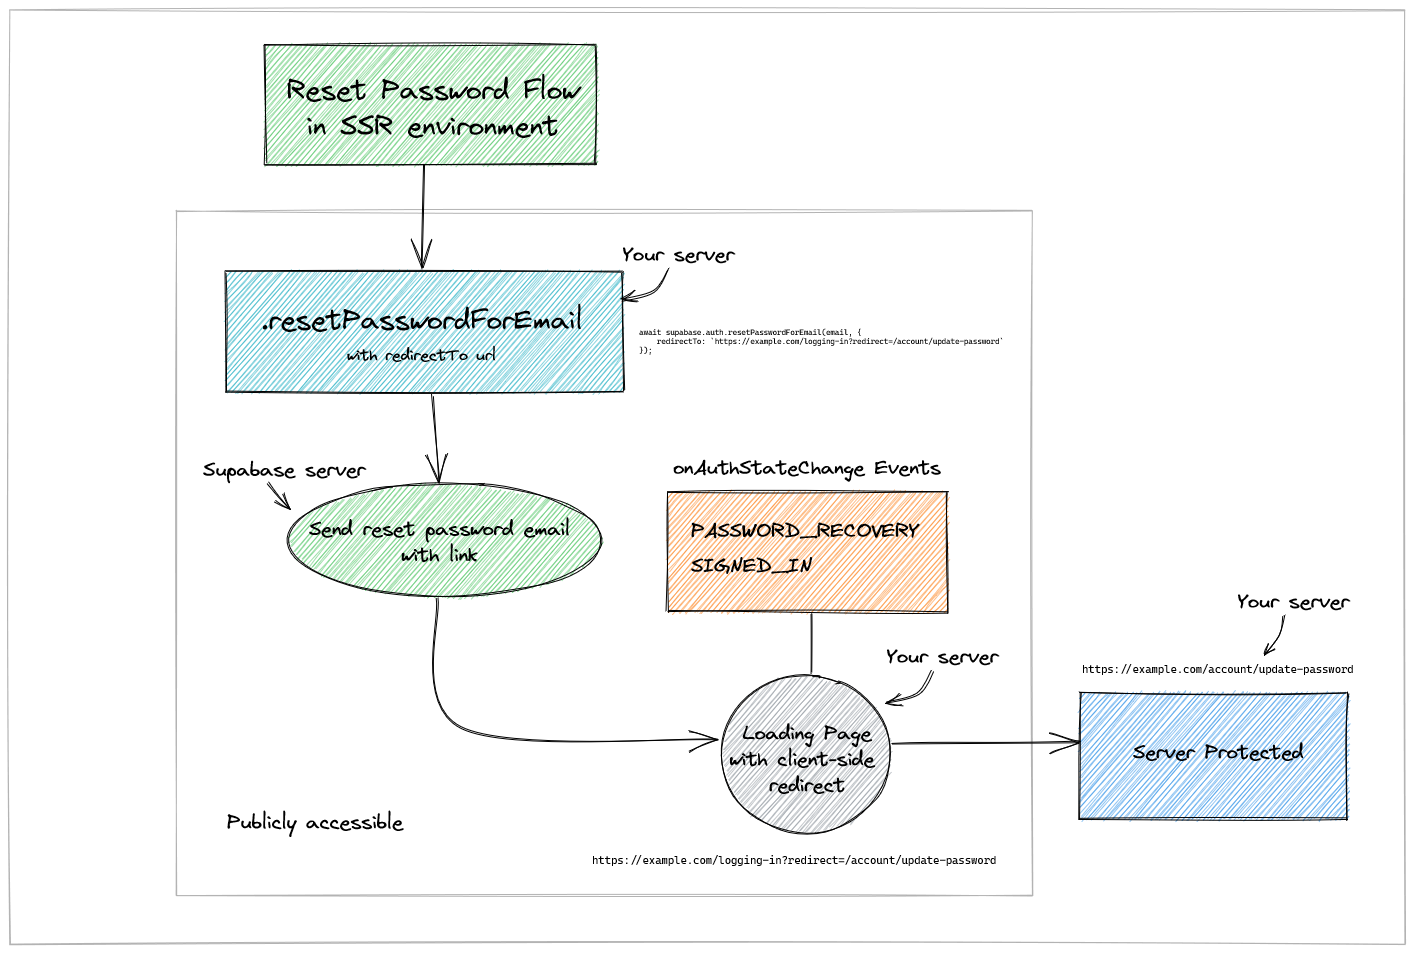 Reset Password Flow
in SSR environment
Your server
.resetPasswordForEmail
with redirectTo url
await supabase.auth.resetPasswordForEmail(email, {
redirectTo: `https://example.com/logging-in?redirect=/account/update-password`
});
Supabase server
Send reset password email
with link
onAuthStateChange Events
PASSWORD_RECOVERY
SIGNED_IN
Your server
Loading Page
with client-side
redirect
https://example.com/logging-in?redirect=/account/update-password
Your server
https://example.com/account/update-password
Server Protected
Publicly accessible